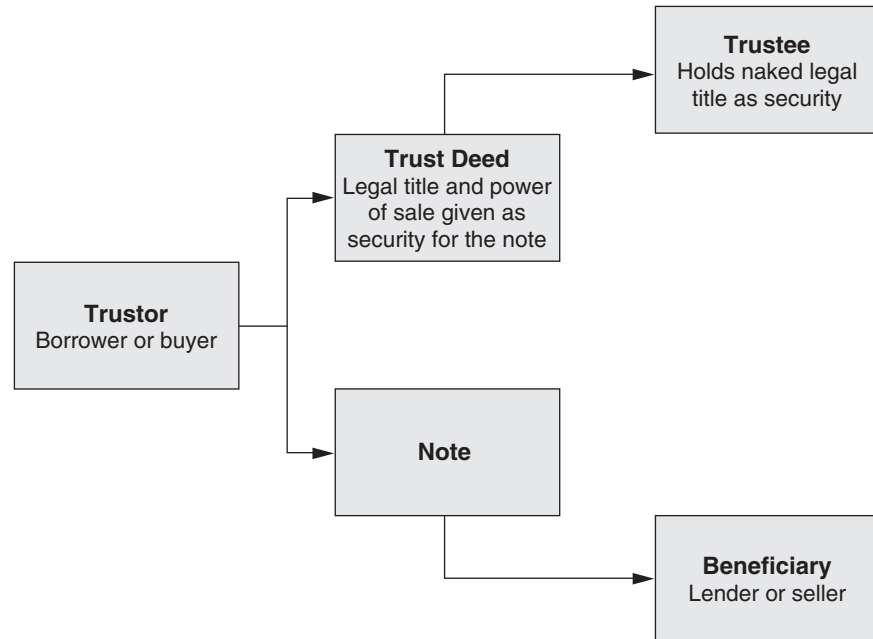 Trustee
Holds naked legal
title as security
Trust Deed
Legal title and power
of sale given as
security for the note
Trustor
Borrower or buyer
Note
Beneficiary
Lender or seller